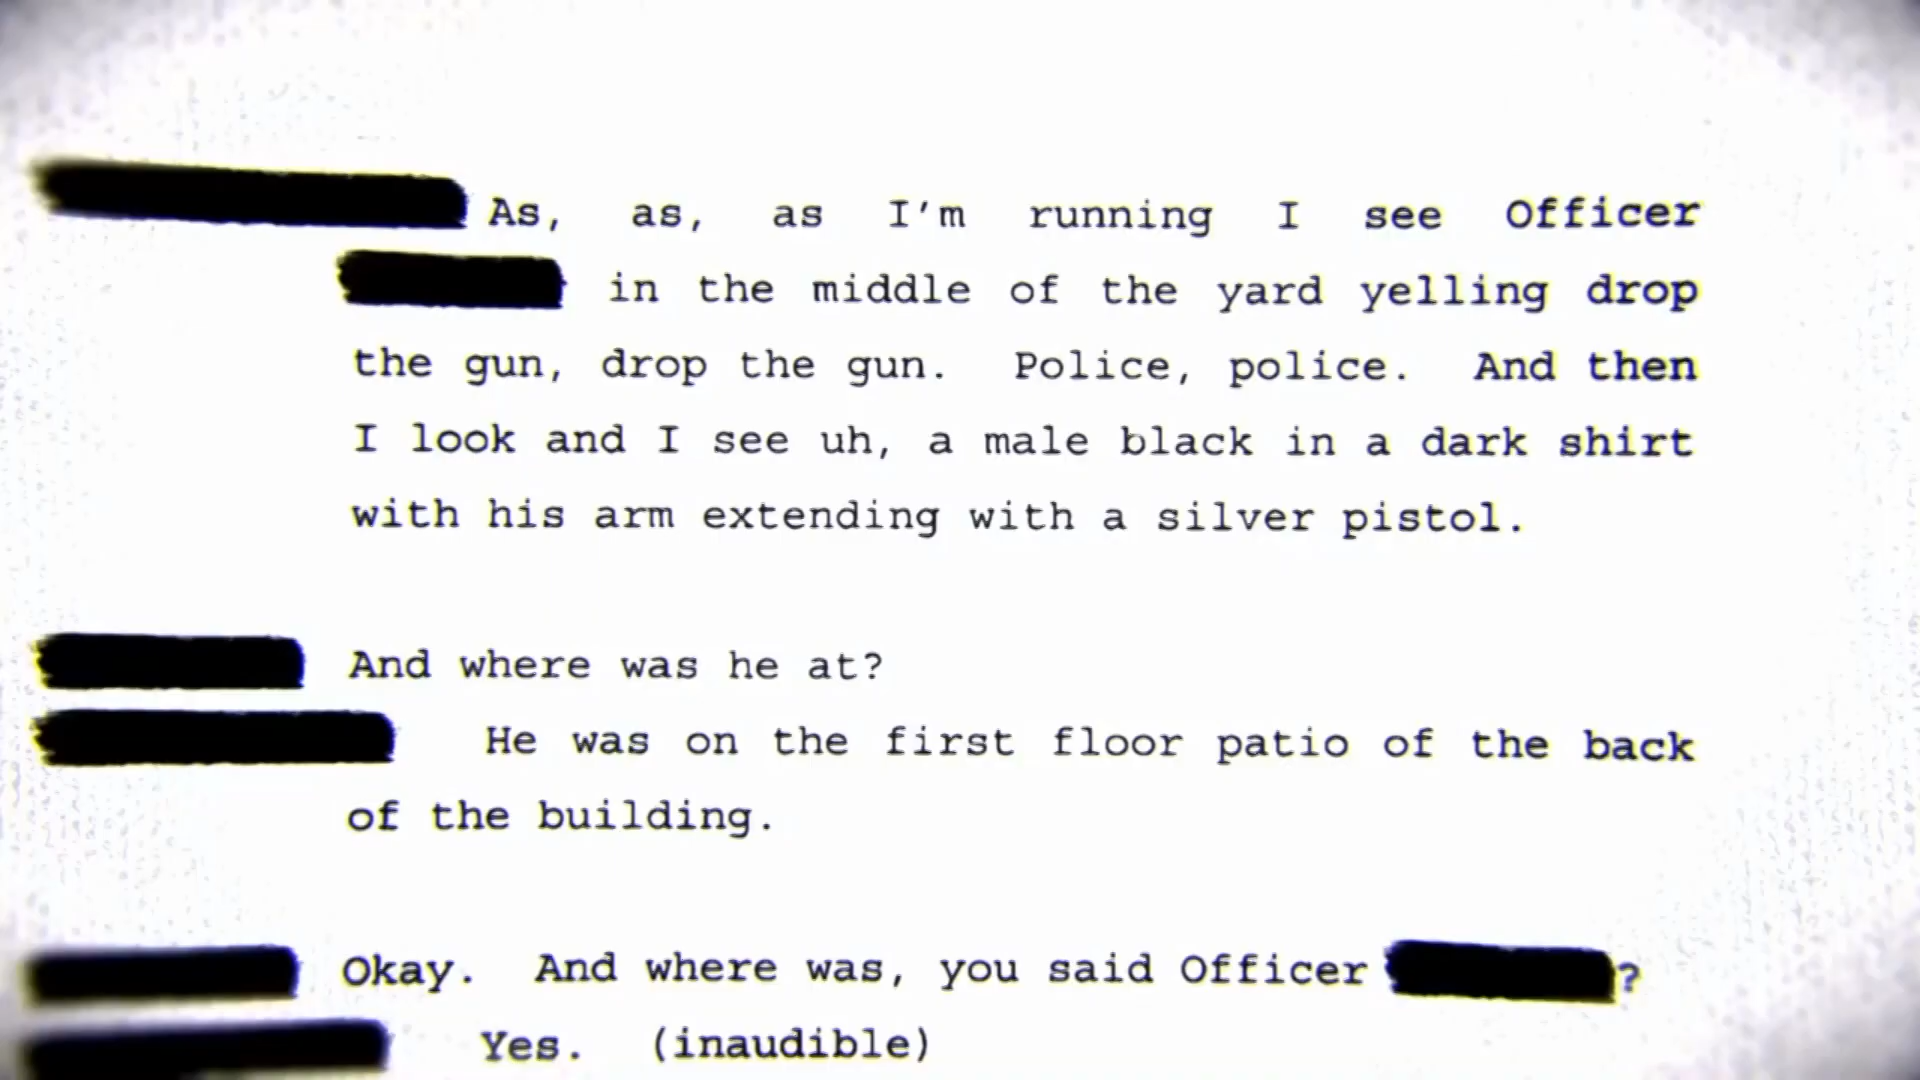 As, as, as I'm running I see Officer
in the middle of the yard yelling drop
the gun, drop the gun. Police, police. And then
I look and I see uh, a male black in a dark shirt
with his arm extending with a silver pistol.
And where was he at?
He was on the first floor patio of the back
of the building.
Okay. And where was, you said Officer ?
Yes. (inaudible)